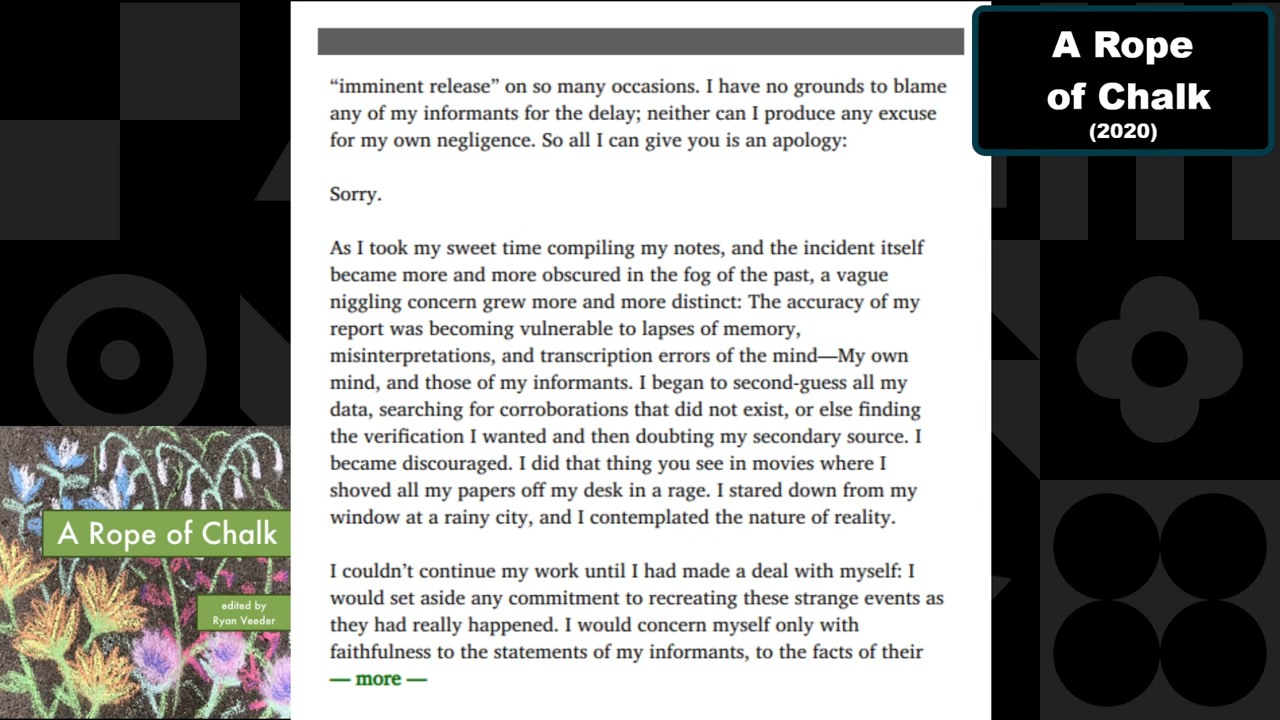 “imminent release” on so many occasions. I have no grounds to blame
any of my informants for the delay; neither can I produce any excuse
for my own negligence. So all I can give you is an apology:
Sorry.
As I took my sweet time compiling my notes, and the incident itself
became more and more obscured in the fog of the past, a vague
niggling concern grew more and more distinct: The accuracy of my
report was becoming vulnerable to lapses of memory,
misinterpretations, and transcription errors of the mind—My own
mind, and those of my informants. I began to second-guess all my
data, searching for corroborations that did not exist, or else finding
the verification I wanted and then doubting my secondary source. I
became discouraged. I did that thing you see in movies where I
shoved all my papers off my desk in a rage. I stared down from my
window at a rainy city, and I contemplated the nature of reality.
I couldn’t continue my work until I had made a deal with myself: I
would set aside any commitment to recreating these strange events as
they had really happened. I would concern myself only with
faithfulness to the statements of my informants, to the facts of their
— more —
A Rope
of Chalk
(2020)
A Rope of Chalk
edited by
Ryan Veeder